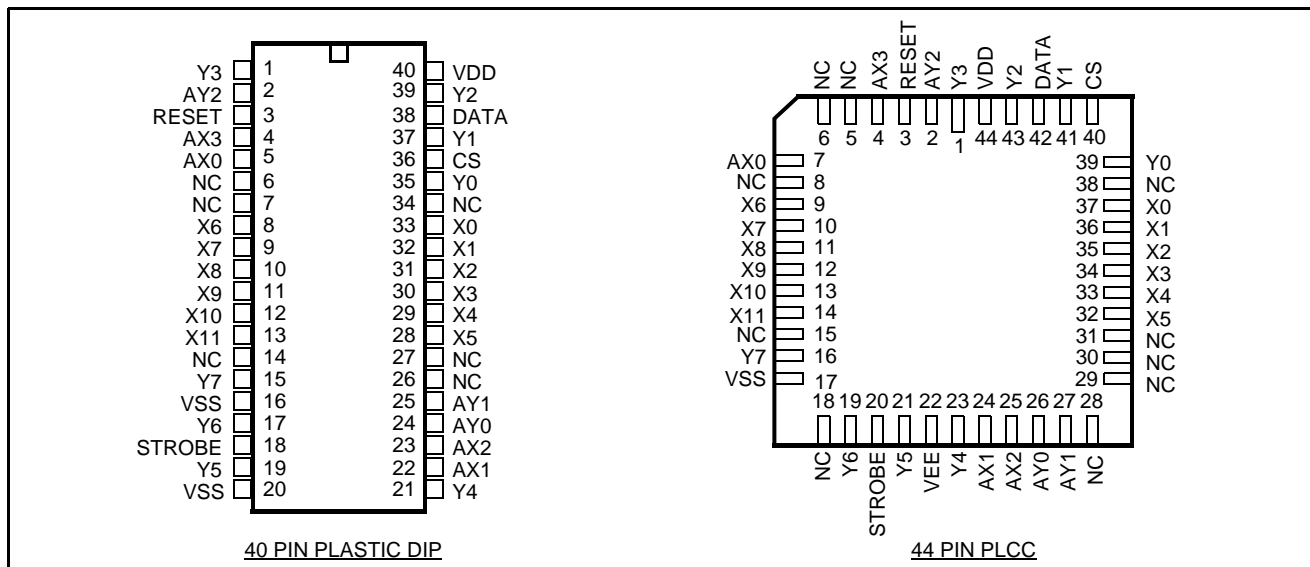 Y3 1 40 VDD
AY2 2 39 Y2
RESET 3 38 DATA
AX3 4 37 Y1
AX0 5 36 CS
NC 6 35 Y0
NC 7 34 NC
X6 8 33 X0
X7 9 32 X1
X8 10 31 X2
X9 11 30 X3
X10 12 29 X4
X11 13 28 X5
NC 14 27 NC
Y7 15 26 NC
VSS 16 25 AY1
Y6 17 24 AY0
STROBE 18 23 AX2
Y5 19 22 AX1
VSS 20 21 Y4
40 PIN PLASTIC DIP
NC NC AX3 RESET AY2 Y3 VDD Y2 DATA Y1 CS
6 5 4 3 2 1 44 43 42 41 40
AX0 7 39 Y0
NC 8 38 NC
X6 9 37 X0
X7 10 36 X1
X8 11 35 X2
X9 12 34 X3
X10 13 33 X4
X11 14 32 X5
NC 15 31 NC
Y7 16 30 NC
VSS 17 29 NC
18 19 20 21 22 23 24 25 26 27 28
NC Y6 STROBE Y5 VEE Y4 AX1 AX2 AY0 AY1 NC
44 PIN PLCC